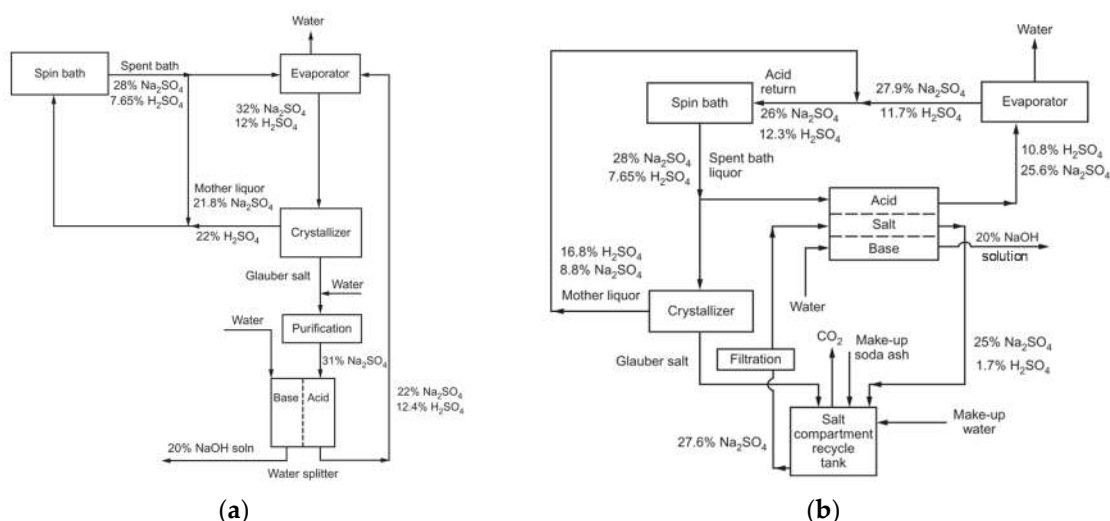 Water
Spin bath
Spent bath
28% Na₂SO₄
7.65% H₂SO₄
Evaporator
32% Na₂SO₄
12% H₂SO₄
Mother liquor
21.8% Na₂SO₄
22% H₂SO₄
Crystallizer
Glauber salt
Water
Purification
Water
31% Na₂SO₄
Base
Acid
22% Na₂SO₄
12.4% H₂SO₄
20% NaOH soln
Water splitter
(a)
Water
Acid
return
27.9% Na₂SO₄
11.7% H₂SO₄
Evaporator
Spin bath
26% Na₂SO₄
12.3% H₂SO₄
28% Na₂SO₄
7.65% H₂SO₄
Spent bath
liquor
10.8% H₂SO₄
25.6% Na₂SO₄
Acid
Salt
Base
20% NaOH
solution
16.8% H₂SO₄
8.8% Na₂SO₄
Mother liquor
Crystallizer
Water
Glauber salt
Filtration
CO₂
Make-up
soda ash
25% Na₂SO₄
1.7% H₂SO₄
27.6% Na₂SO₄
Salt
compartment
recycle
tank
Make-up
water
(b)